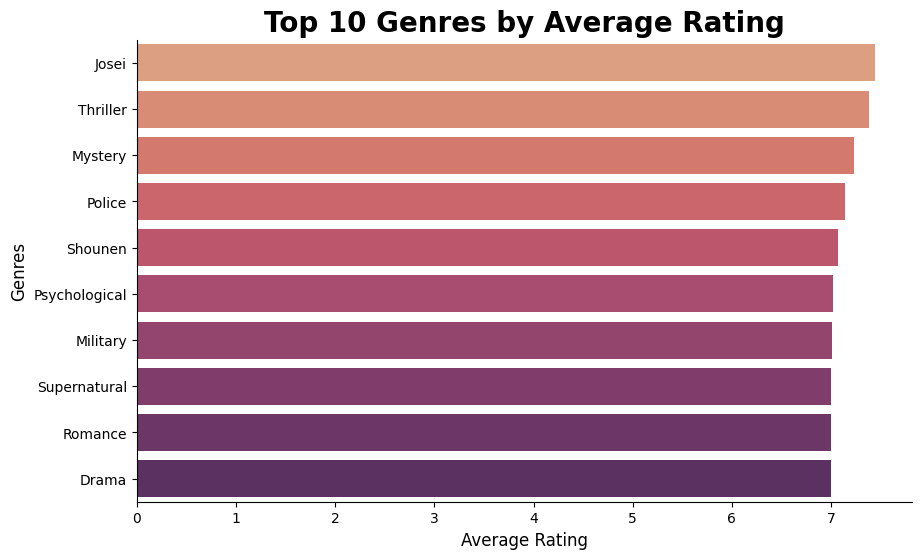 Top 10 Genres by Average Rating
Genres
Josei
Thriller
Mystery
Police
Shounen
Psychological
Military
Supernatural
Romance
Drama
0 1 2 3 4 5 6 7
Average Rating